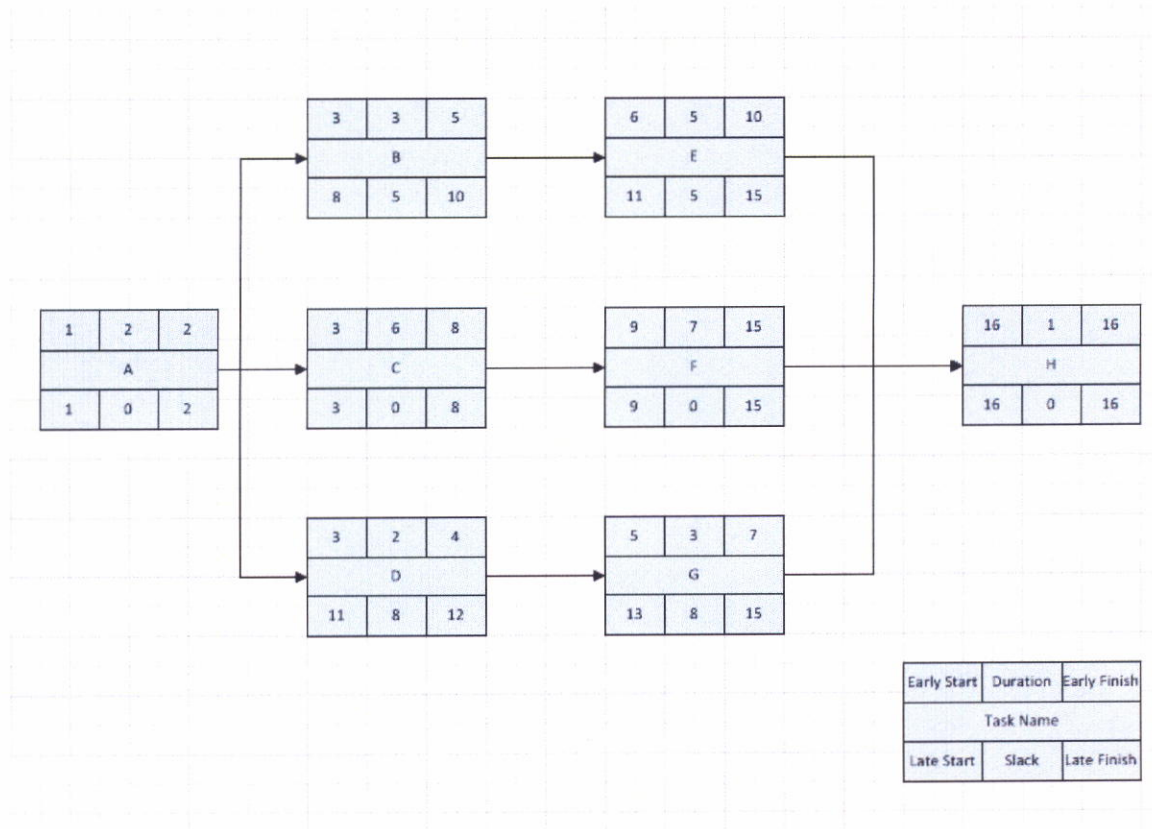 3 3 5
B
8 5 10
6 5 10
E
11 5 15
1 2 2
A
1 0 2
3 6 8
C
3 0 8
9 7 15
F
9 0 15
16 1 16
H
16 0 16
3 2 4
D
11 8 12
5 3 7
G
13 8 15
Early Start Duration Early Finish
Task Name
Late Start Slack Late Finish